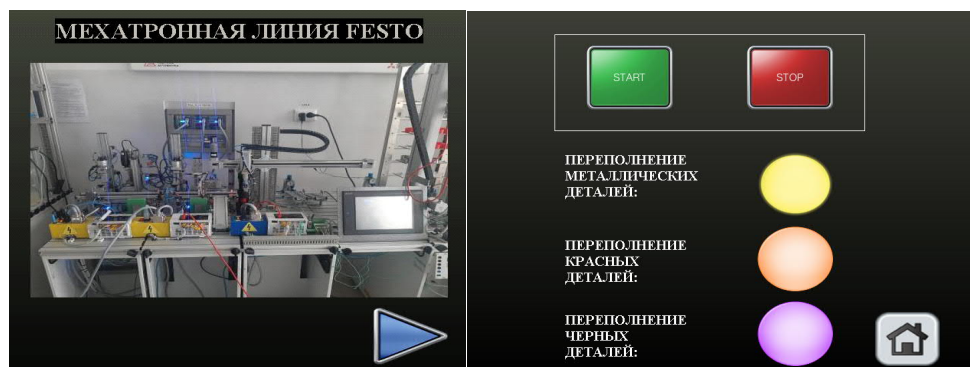 МЕХАТРОННАЯ ЛИНИЯ FESTO
START
STOP
ПЕРЕПОЛНЕНИЕ
МЕТАЛЛИЧЕСКИХ
ДЕТАЛЕЙ:
ПЕРЕПОЛНЕНИЕ
КРАСНЫХ
ДЕТАЛЕЙ:
ПЕРЕПОЛНЕНИЕ
ЧЕРНЫХ
ДЕТАЛЕЙ: